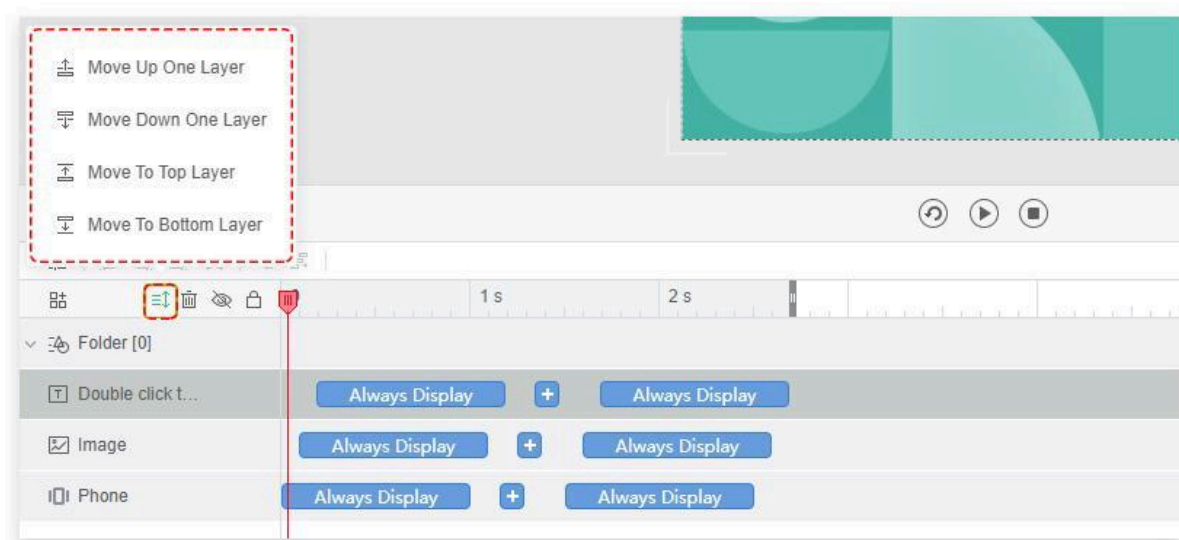 Move Up One Layer
Move Down One Layer
Move To Top Layer
Move To Bottom Layer
1 s
2 s
Folder [0]
Double click t...
Always Display
+
Always Display
Image
Always Display
+
Always Display
Phone
Always Display
+
Always Display